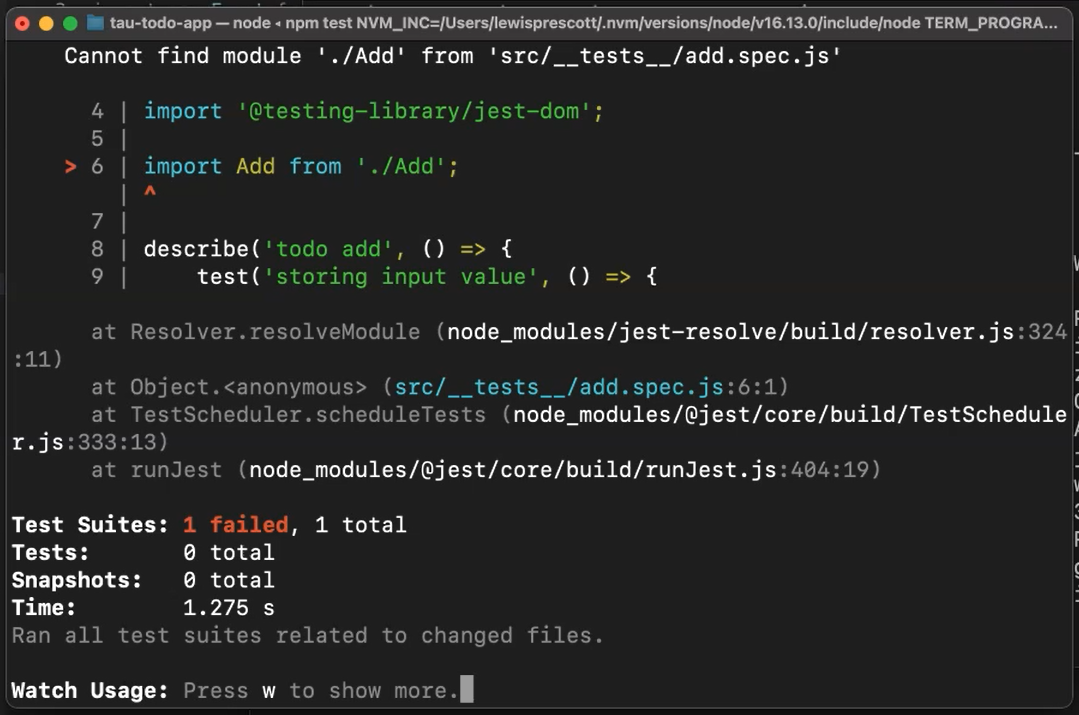 tau-todo-app — node ◂ npm test NVM_INC=/Users/lewisprescott/.nvm/versions/node/v16.13.0/include/node TERM_PROGRA...
Cannot find module './Add' from 'src/__tests__/add.spec.js'
4 | import '@testing-library/jest-dom';
5 |
> 6 | import Add from './Add';
| ^
7 |
8 | describe('todo add', () => {
9 |     test('storing input value', () => {
at Resolver.resolveModule (node_modules/jest-resolve/build/resolver.js:324
:11)
at Object.<anonymous> (src/__tests__/add.spec.js:6:1)
at TestScheduler.scheduleTests (node_modules/@jest/core/build/TestSchedule
r.js:333:13)
at runJest (node_modules/@jest/core/build/runJest.js:404:19)
Test Suites: 1 failed, 1 total
Tests:       0 total
Snapshots:   0 total
Time:        1.275 s
Ran all test suites related to changed files.
Watch Usage: Press w to show more.